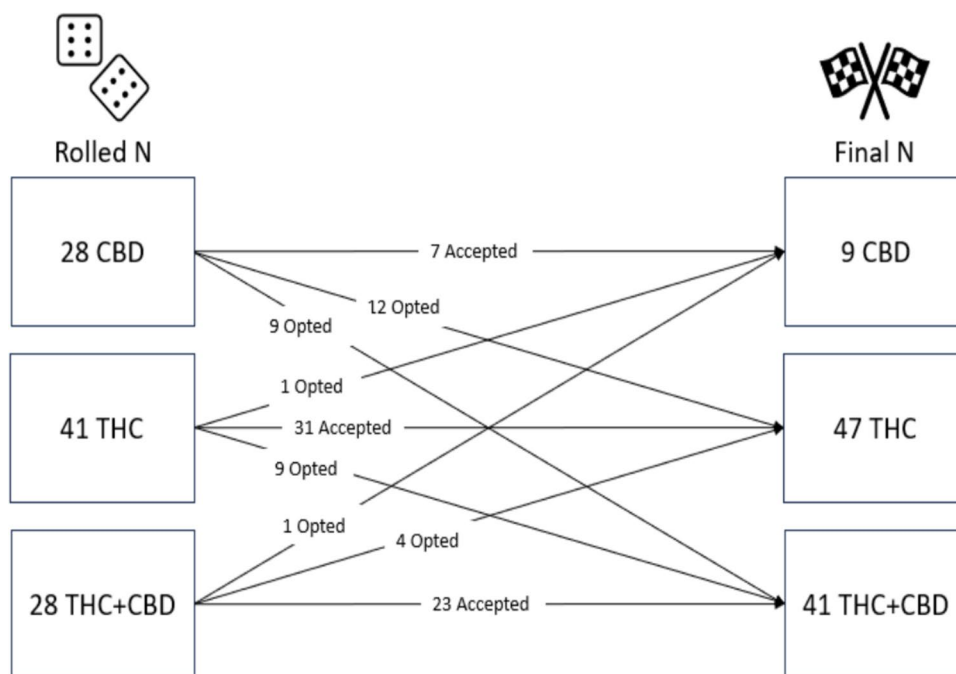 Rolled N
Final N
28 CBD
7 Accepted
9 CBD
12 Opted
9 Opted
1 Opted
41 THC
31 Accepted
47 THC
9 Opted
1 Opted
4 Opted
28 THC+CBD
23 Accepted
41 THC+CBD